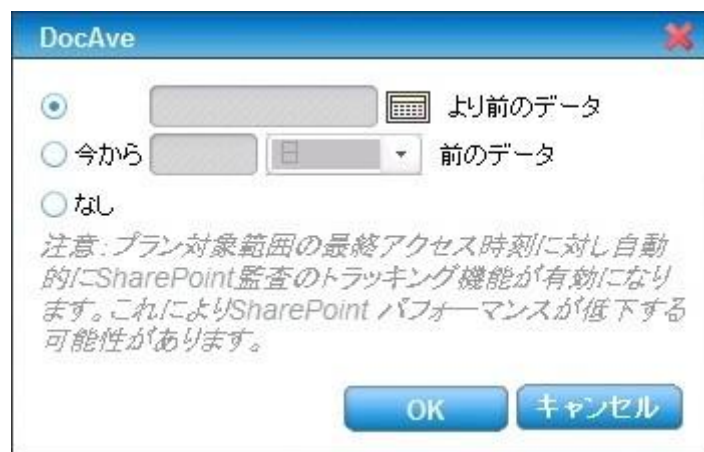 DocAve
より前のデータ
今から 日 前のデータ
なし
注意:プラン対象範囲の最終アクセス時刻に対し自動
的にSharePoint監査のトラッキング機能が有効になり
ます。これによりSharePoint パフォーマンスが低下する
可能性があります。
OK キャンセル